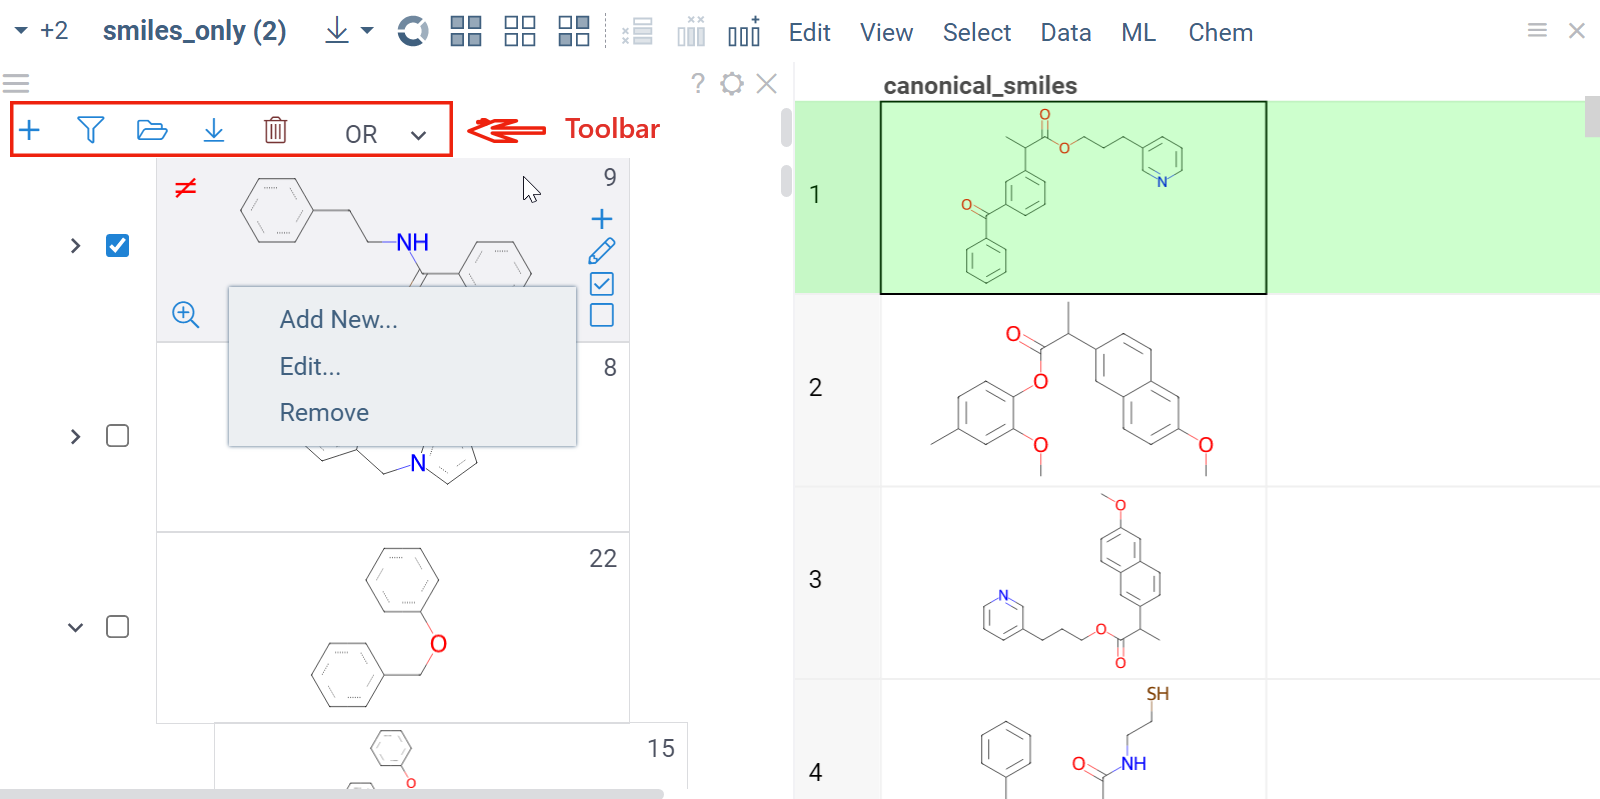 +2 smiles_only (2) Edit View Select Data ML Chem
?
OR Toolbar
canonical_smiles
9
NH
Add New...
Edit...
Remove
8
N
22
O
15
O
1
O
O
N
O
2
O
O
O
O
3
O
N
O
O
4
SH
O
NH